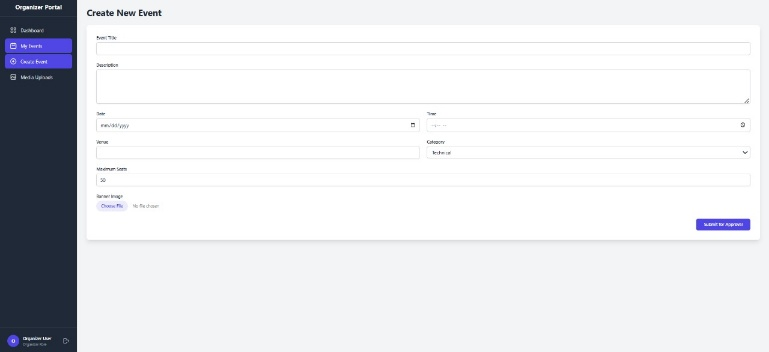 Organizer Portal
Dashboard
My Events
Create Event
Media Uploads
Organizer User
Organizer Role
Create New Event
Event Title
Description
Date
Time
mm/dd/yyyy
--:-- --
Venue
Category
Technical
Maximum Seats
50
Banner Image
Choose File No file chosen
Submit for Approval